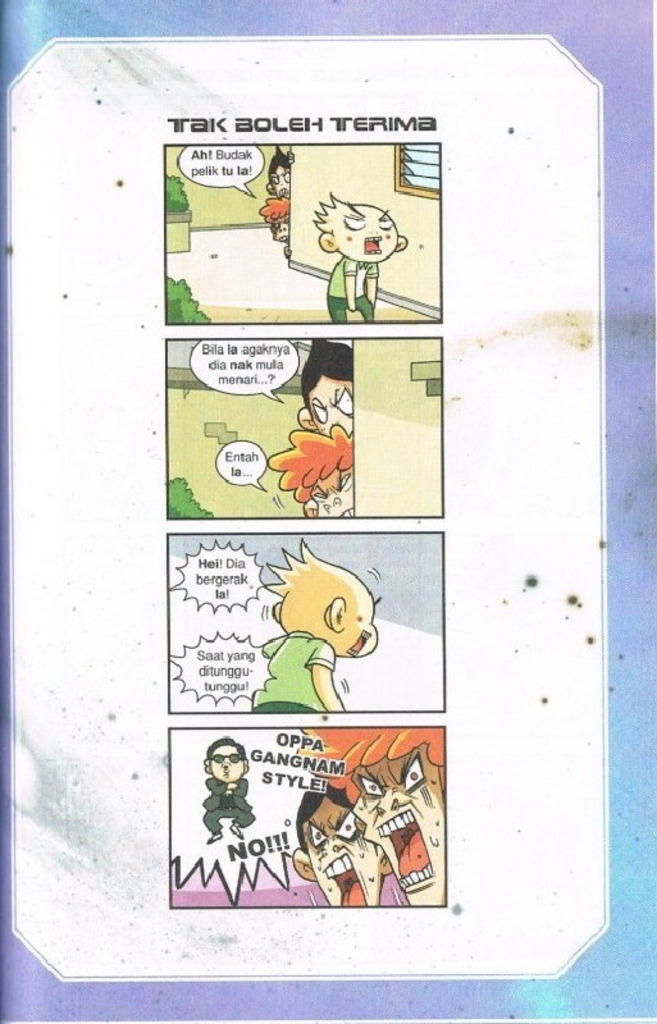 TAK BOLEH TERIMA
Ah! Budak
pelik tu la!
Bila la agaknya
dia nak mula
menari...?
Entah
la...
Hei! Dia
bergerak
la!
Saat yang
ditunggu-
tunggu!
OPPA
GANGNAM
STYLE!
NO!!!